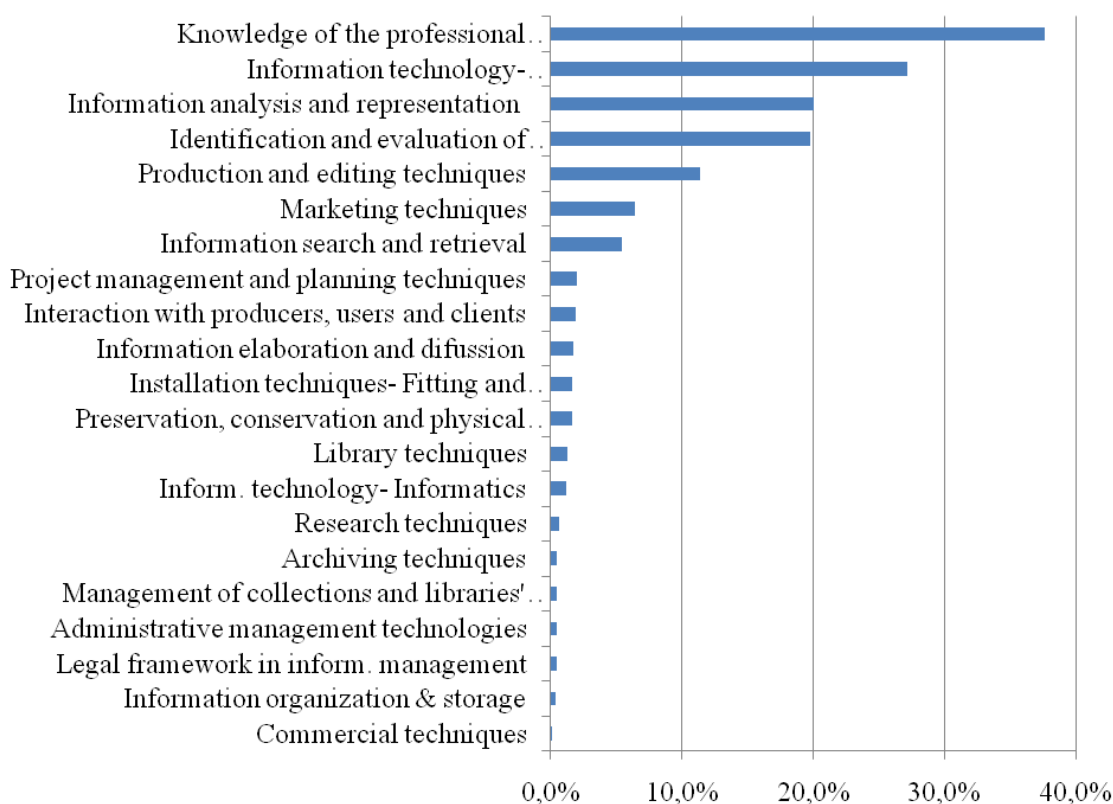 Knowledge of the professional..
Information technology-..
Information analysis and representation
Identification and evaluation of..
Production and editing techniques
Marketing techniques
Information search and retrieval
Project management and planning techniques
Interaction with producers, users and clients
Information elaboration and difussion
Installation techniques- Fitting and..
Preservation, conservation and physical..
Library techniques
Inform. technology- Informatics
Research techniques
Archiving techniques
Management of collections and libraries'..
Administrative management technologies
Legal framework in inform. management
Information organization & storage
Commercial techniques
0,0% 10,0% 20,0% 30,0% 40,0%